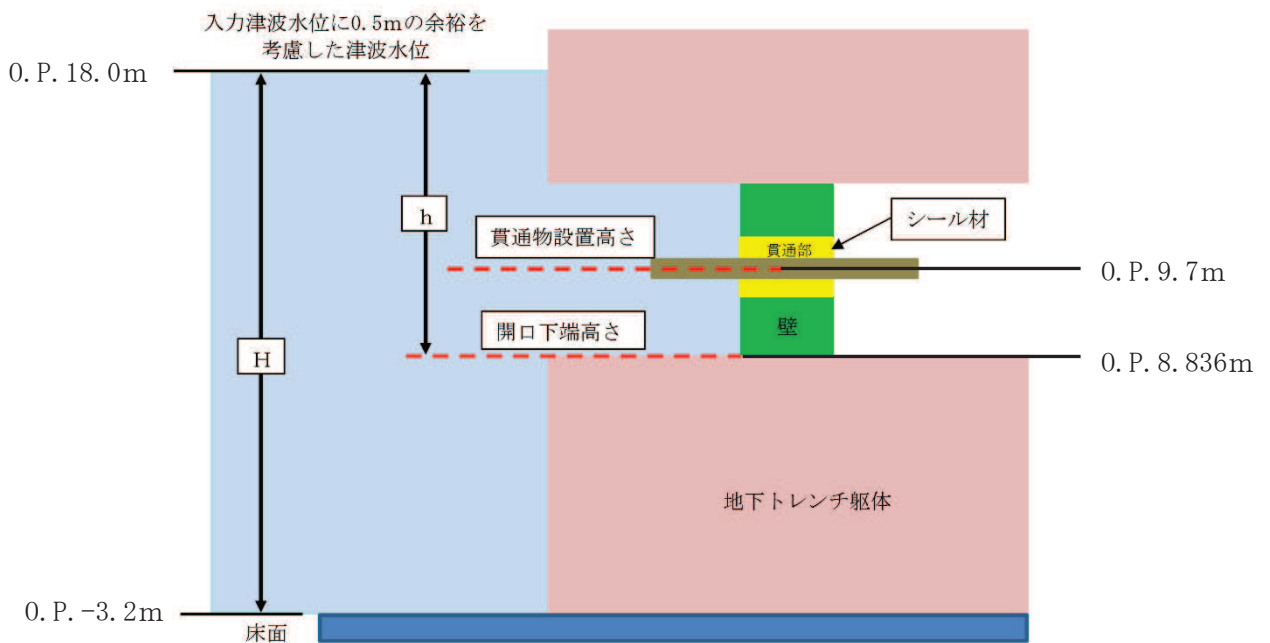 入力津波水位に0.5mの余裕を
考慮した津波水位
O.P.18.0m
h
シール材
貫通物設置高さ
貫通部
O.P.9.7m
開口下端高さ
壁
H
O.P.8.836m
地下トレンチ躯体
O.P.-3.2m
床面